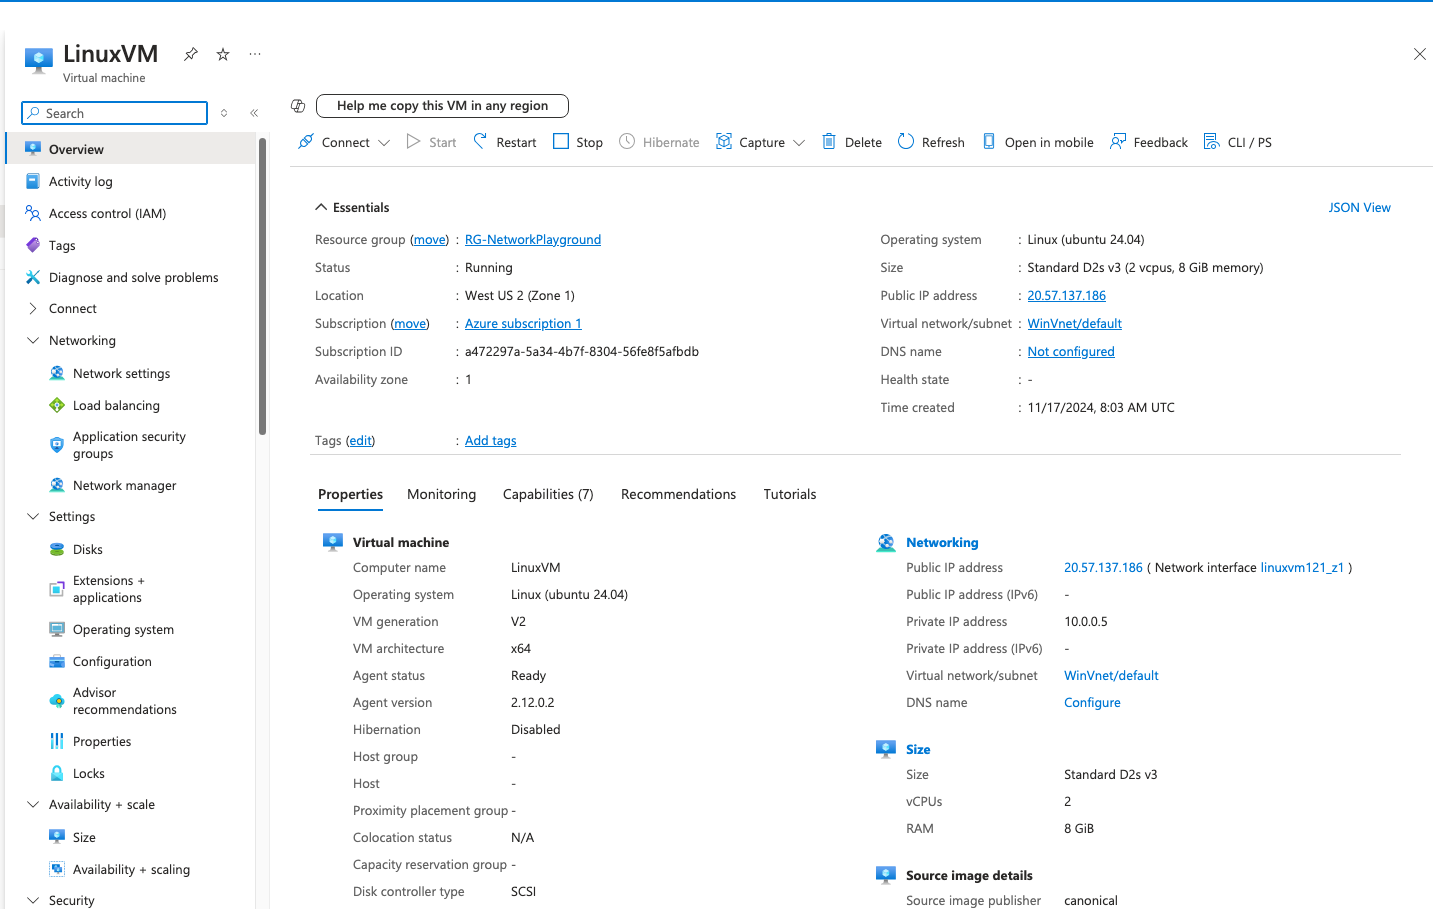 LinuxVM
Virtual machine
Search
Overview
Activity log
Access control (IAM)
Tags
Diagnose and solve problems
Connect
Networking
Network settings
Load balancing
Application security
groups
Network manager
Settings
Disks
Extensions +
applications
Operating system
Configuration
Advisor
recommendations
Properties
Locks
Availability + scale
Size
Availability + scaling
Security
Help me copy this VM in any region
Connect Start Restart Stop Hibernate Capture Delete Refresh Open in mobile Feedback CLI / PS
Essentials JSON View
Resource group (move) : RG-NetworkPlayground
Status : Running
Location : West US 2 (Zone 1)
Subscription (move) : Azure subscription 1
Subscription ID : a472297a-5a34-4b7f-8304-56fe8f5afbdb
Availability zone : 1
Operating system : Linux (ubuntu 24.04)
Size : Standard D2s v3 (2 vcpus, 8 GiB memory)
Public IP address : 20.57.137.186
Virtual network/subnet : WinVnet/default
DNS name : Not configured
Health state : -
Time created : 11/17/2024, 8:03 AM UTC
Tags (edit) : Add tags
Properties Monitoring Capabilities (7) Recommendations Tutorials
Virtual machine
Computer name LinuxVM
Operating system Linux (ubuntu 24.04)
VM generation V2
VM architecture x64
Agent status Ready
Agent version 2.12.0.2
Hibernation Disabled
Host group -
Host -
Proximity placement group -
Colocation status N/A
Capacity reservation group -
Disk controller type SCSI
Networking
Public IP address 20.57.137.186 ( Network interface linuxvm121_z1 )
Public IP address (IPv6) -
Private IP address 10.0.0.5
Private IP address (IPv6) -
Virtual network/subnet WinVnet/default
DNS name Configure
Size
Size Standard D2s v3
vCPUs 2
RAM 8 GiB
Source image details
Source image publisher canonical